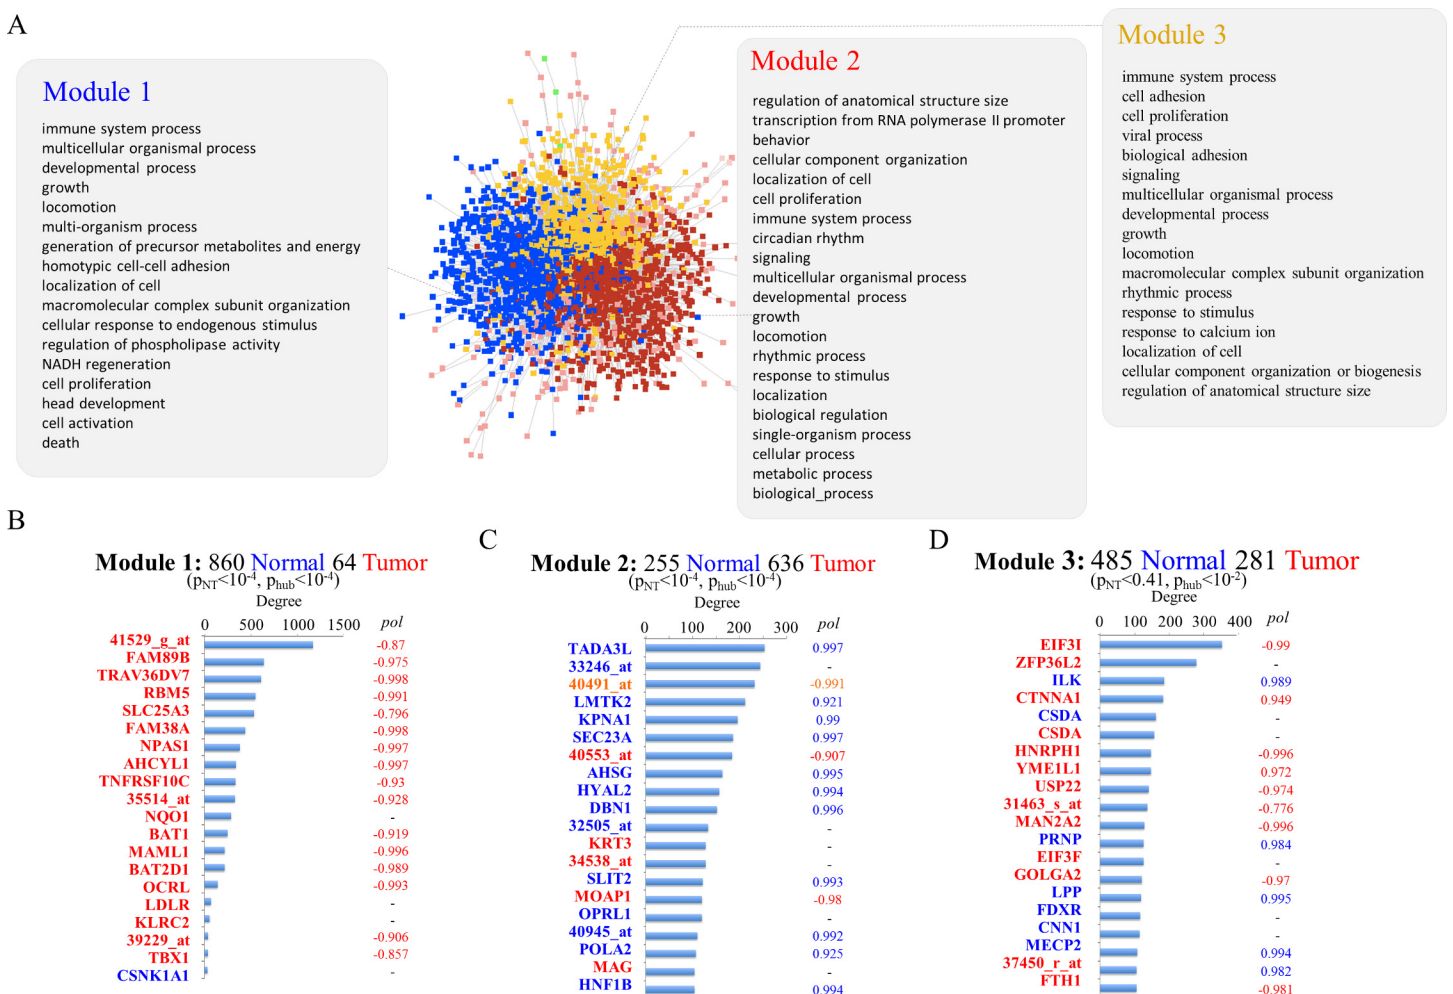 A
Module 1
immune system process
multicellular organismal process
developmental process
growth
locomotion
multi-organism process
generation of precursor metabolites and energy
homotypic cell-cell adhesion
localization of cell
macromolecular complex subunit organization
cellular response to endogenous stimulus
regulation of phospholipase activity
NADH regeneration
cell proliferation
head development
cell activation
death
Module 2
regulation of anatomical structure size
transcription from RNA polymerase II promoter
behavior
cellular component organization
localization of cell
cell proliferation
immune system process
circadian rhythm
signaling
multicellular organismal process
developmental process
growth
locomotion
rhythmic process
response to stimulus
localization
biological regulation
single-organism process
cellular process
metabolic process
biological_process
Module 3
immune system process
cell adhesion
cell proliferation
viral process
biological adhesion
signaling
multicellular organismal process
developmental process
growth
locomotion
macromolecular complex subunit organization
rhythmic process
response to stimulus
response to calcium ion
localization of cell
cellular component organization or biogenesis
regulation of anatomical structure size
B
Module 1: 860 Normal 64 Tumor
(pNT<10-4, phub<10-4)
Degree
0 500 1000 1500 pol
41529_g_at -0.87
FAM89B -0.975
TRAV36DV7 -0.998
RBM5 -0.991
SLC25A3 -0.796
FAM38A -0.998
NPAS1 -0.997
AHCYL1 -0.997
TNFRSF10C -0.93
35514_at -0.928
NQO1 -
BAT1 -0.919
MAML1 -0.996
BAT2D1 -0.989
OCRL -0.993
LDLR -
KLRC2 -
39229_at -0.906
TBX1 -0.857
CSNK1A1 -
C
Module 2: 255 Normal 636 Tumor
(pNT<10-4, phub<10-4)
Degree
0 100 200 300 pol
TADA3L 0.997
33246_at -
40491_at -0.991
LMTK2 0.921
KPNA1 0.99
SEC23A 0.997
40553_at -0.907
AHSG 0.995
HYAL2 0.994
DBN1 0.996
32505_at -
KRT3 -
34538_at -
SLIT2 0.993
MOAP1 -0.98
OPRL1 -
40945_at 0.992
POLA2 0.925
MAG -
HNF1B 0.994
D
Module 3: 485 Normal 281 Tumor
(pNT<0.41, phub<10-2)
Degree
0 100 200 300 400 pol
EIF3I -0.99
ZFP36L2 -
ILK 0.989
CTNNA1 0.949
CSDA -
CSDA -
HNRPH1 -0.996
YME1L1 0.972
USP22 -0.974
31463_s_at -0.776
MAN2A2 -0.996
PRNP 0.984
EIF3F -
GOLGA2 -0.97
LPP 0.995
FDXR -
CNN1 -
MECP2 0.994
37450_r_at 0.982
FTH1 -0.981